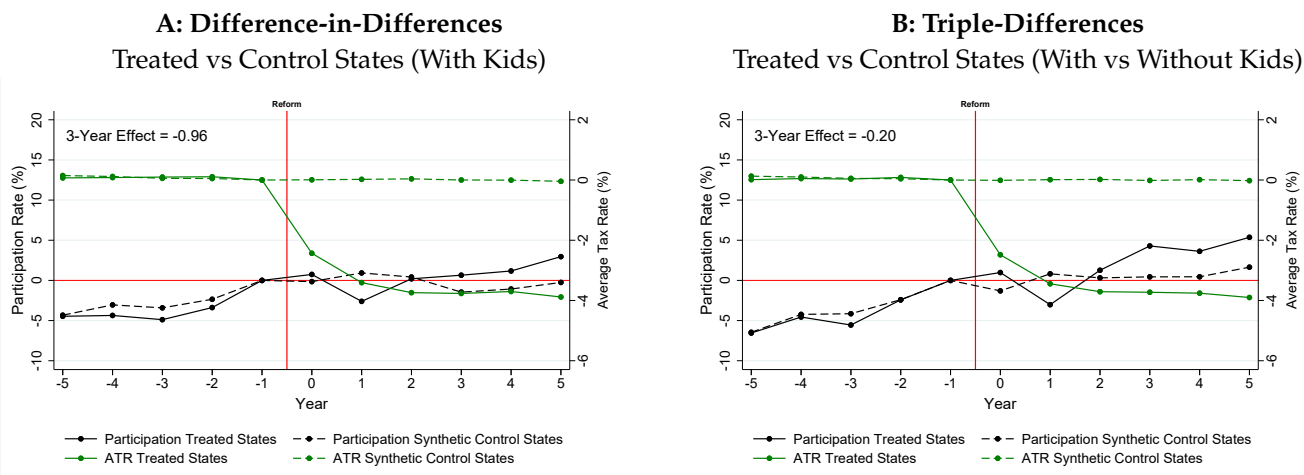 A: Difference-in-Differences
Treated vs Control States (With Kids)
Reform
3-Year Effect = -0.96
Participation Rate (%)
20
15
10
5
0
-5
-10
Average Tax Rate (%)
2
0
-2
-4
-6
-5 -4 -3 -2 -1 0 1 2 3 4 5
Year
Participation Treated States Participation Synthetic Control States
ATR Treated States ATR Synthetic Control States
B: Triple-Differences
Treated vs Control States (With vs Without Kids)
Reform
3-Year Effect = -0.20
Participation Rate (%)
20
15
10
5
0
-5
-10
Average Tax Rate (%)
2
0
-2
-4
-6
-5 -4 -3 -2 -1 0 1 2 3 4 5
Year
Participation Treated States Participation Synthetic Control States
ATR Treated States ATR Synthetic Control States